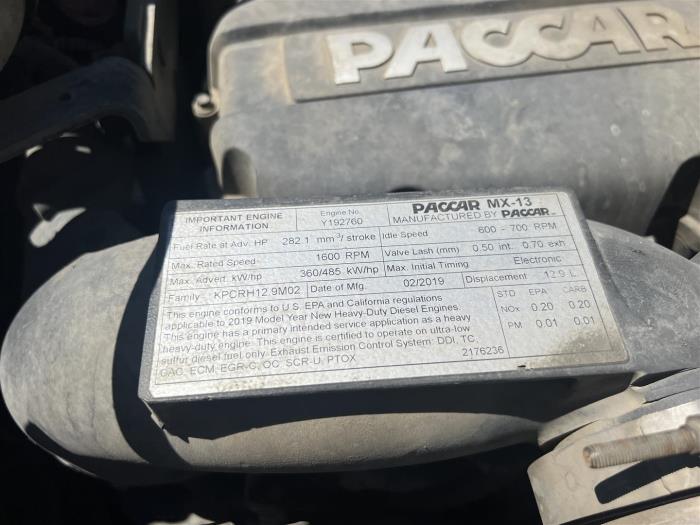 PACCAR
IMPORTANT ENGINE INFORMATION Engine No. Y192760 PACCAR MX-13 MANUFACTURED BY PACCAR
Fuel Rate at Adv. HP 282.1 mm³/ stroke Idle Speed 600 - 700 RPM
Max. Rated Speed 1600 RPM Valve Lash (mm) 0.50 int. 0.70 exh.
Max. Advert. kW/hp 360/485 kW/hp Max. Initial Timing Electronic
Family KPCRH12.9M02 Date of Mfg. 02/2019 Displacement 12.9 L
This engine conforms to U.S. EPA and California regulations
applicable to 2019 Model Year New Heavy-Duty Diesel Engines.
This engine has a primary intended service application as a heavy
heavy-duty engine. This engine is certified to operate on ultra-low
sulfur diesel fuel only. Exhaust Emission Control System: DDI, TC,
CAC, ECM, EGR-C, OC, SCR-U, PTOX
STD EPA CARB
NOx 0.20 0.20
PM 0.01 0.01
2176236